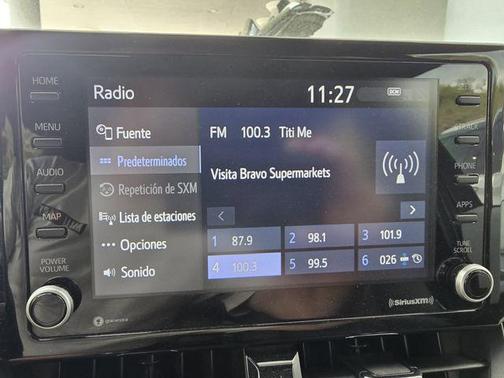 Radio 11:27 DCM
HOME
MENU
AUDIO
MAP
POWER
VOLUME
Fuente
Predeterminados
Repetición de SXM
Lista de estaciones
Opciones
Sonido
FM 100.3 Titi Me
Visita Bravo Supermarkets
1 87.9 2 98.1 3 101.9
4 100.3 5 99.5 6 026
TRACK
PHONE
APPS
TUNE
SCROLL
SiriusXM